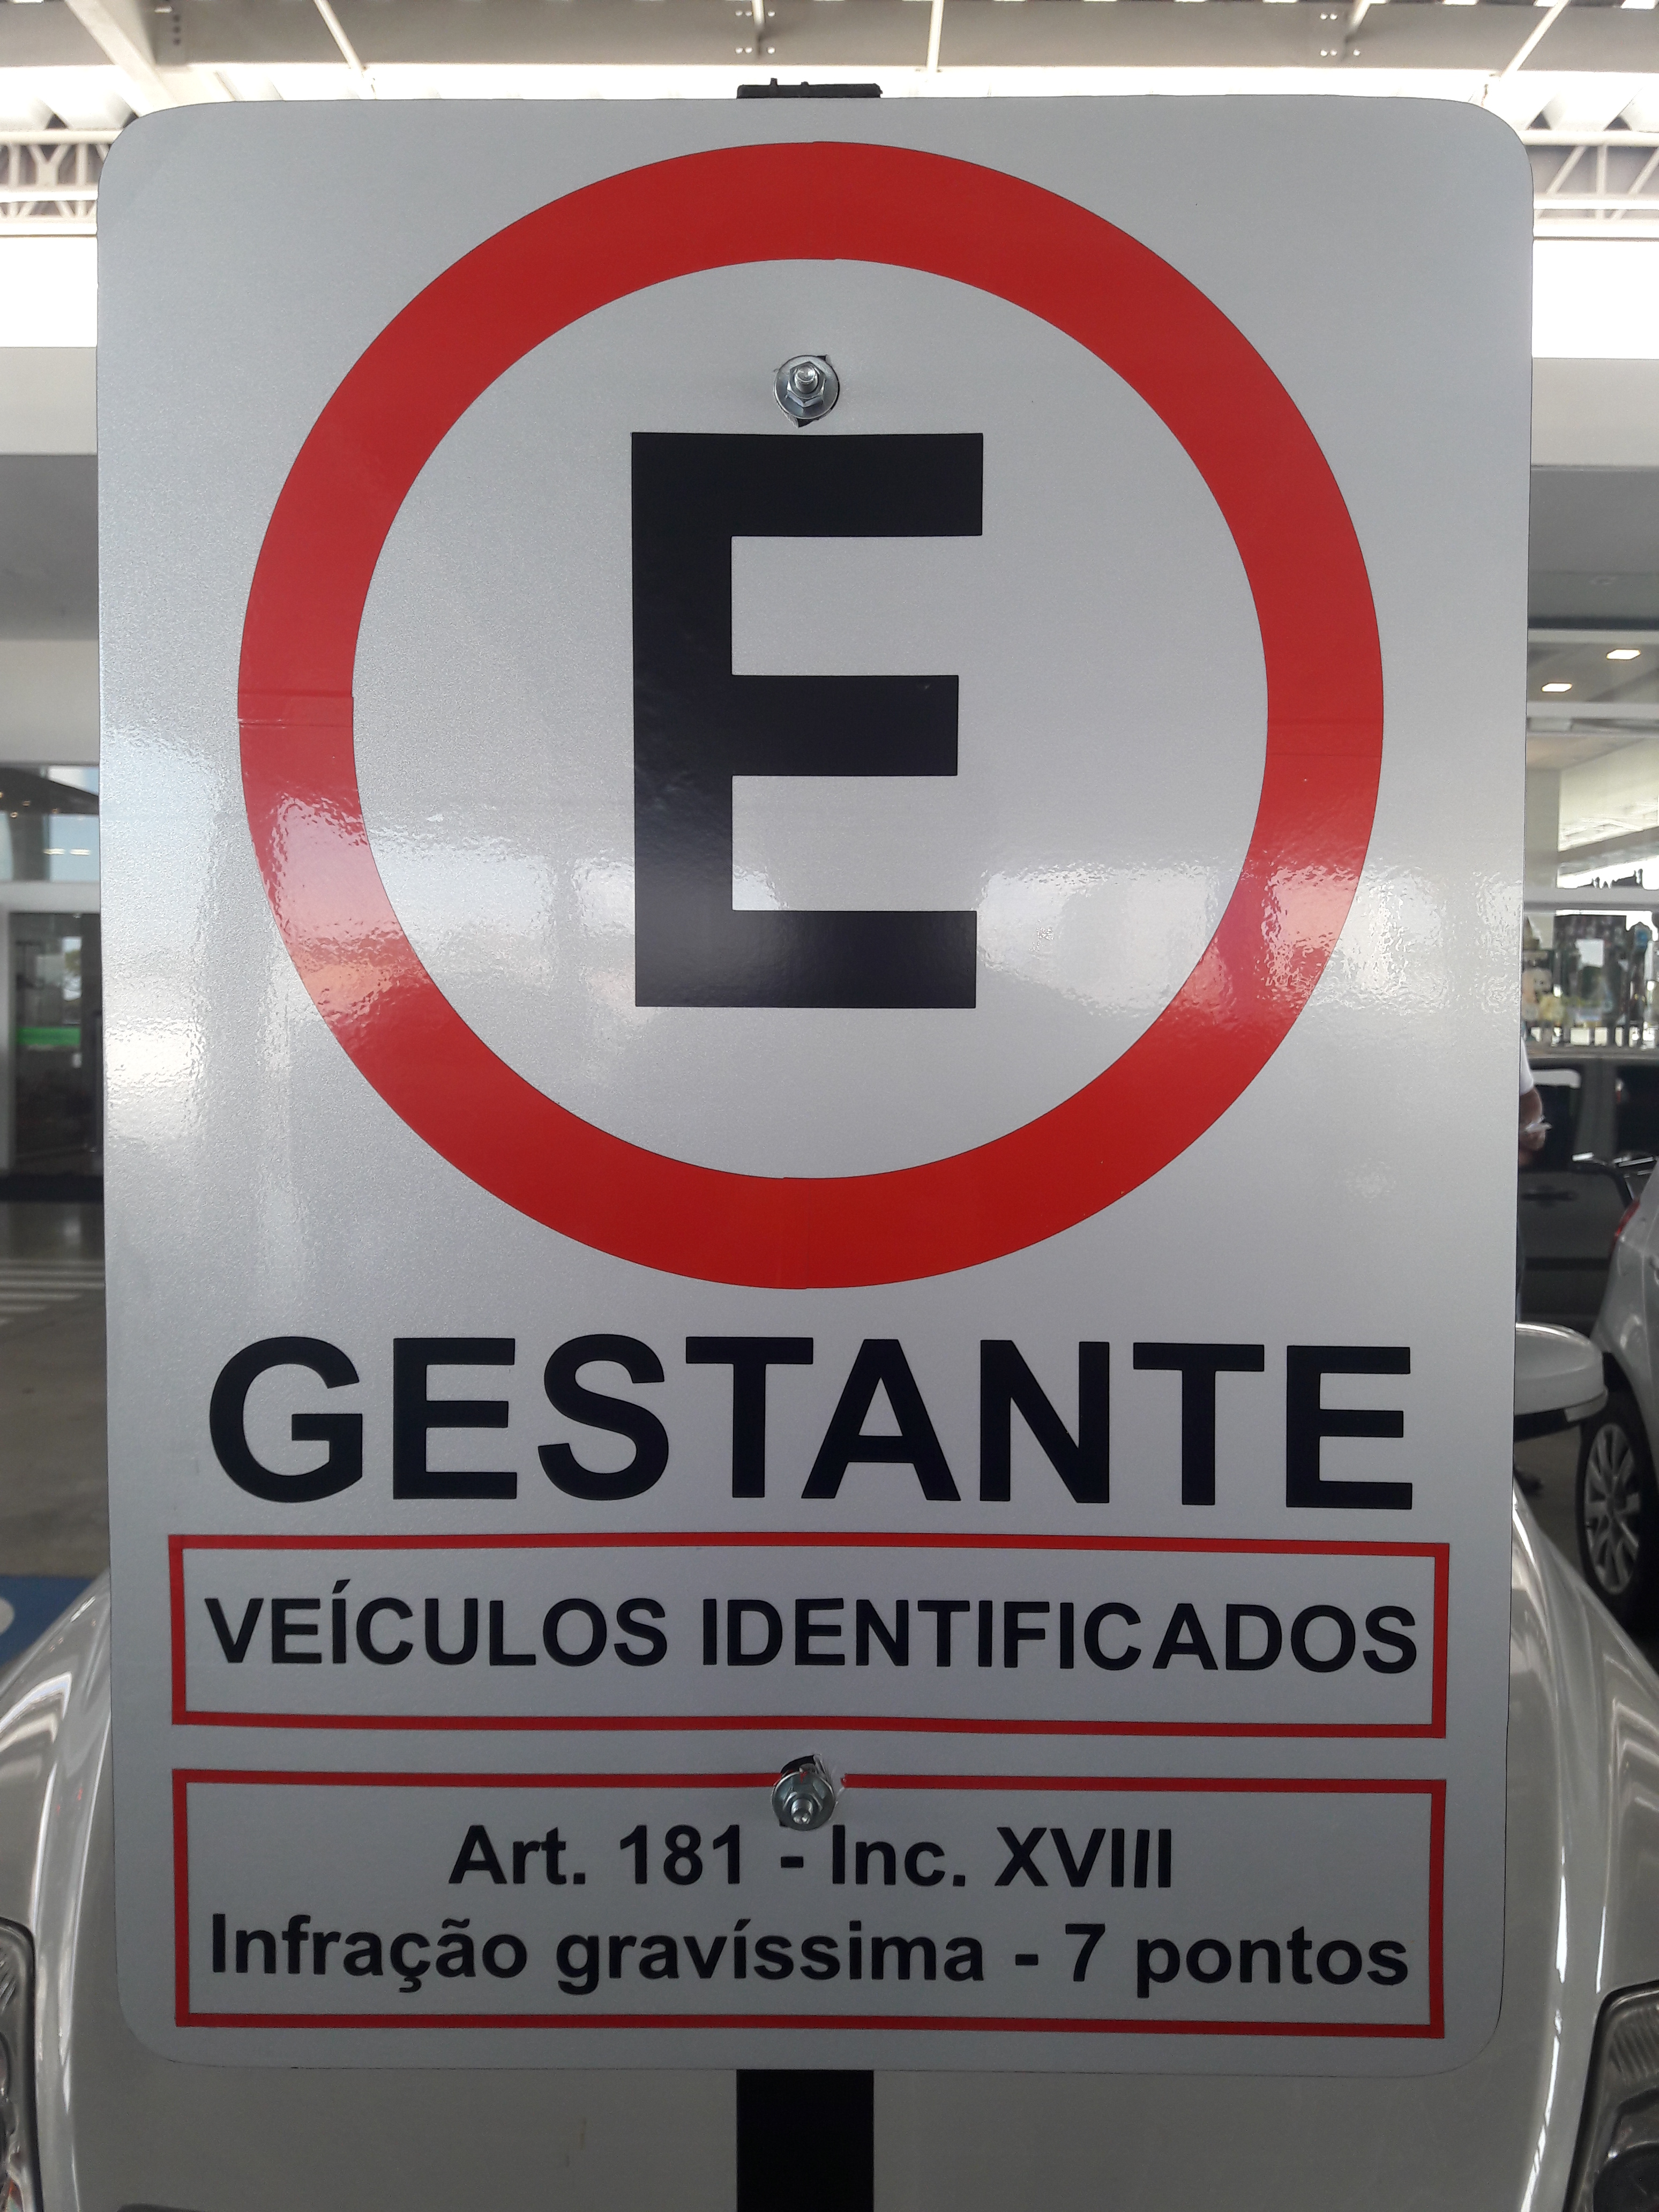 E
GESTANTE
VEÍCULOS IDENTIFICADOS
Art. 181 - Inc. XVIII
Infração gravíssima - 7 pontos